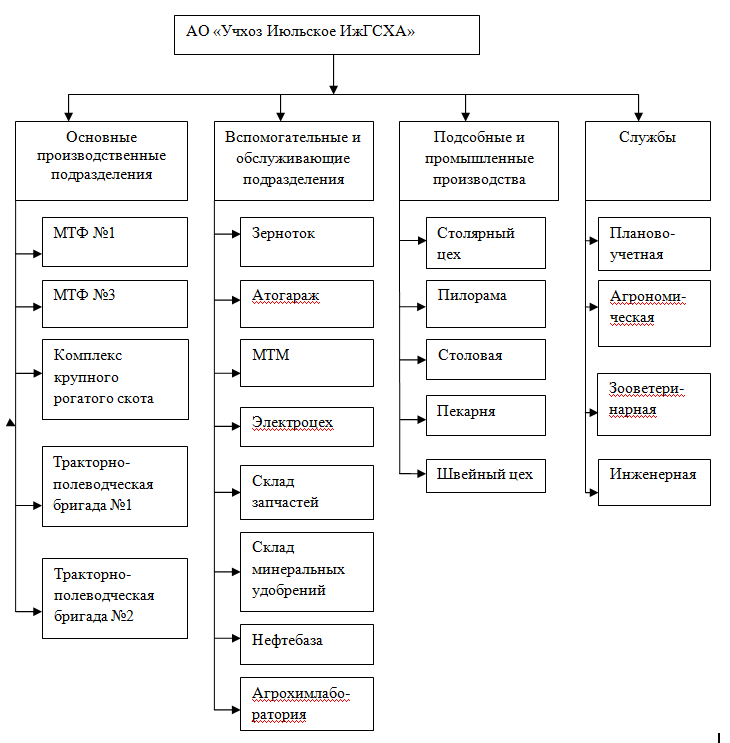 АО «Учхоз Июльское ИжГСХА»
Основные
производственные
подразделения
МТФ №1
МТФ №3
Комплекс
крупного
рогатого скота
Тракторно-
полеводческая
бригада №1
Тракторно-
полеводческая
бригада №2
Вспомогательные и
обслуживающие
подразделения
Зерноток
Атогараж
МТМ
Электроцех
Склад
запчастей
Склад
минеральных
удобрений
Нефтебаза
Агрохимлабо-
ратория
Подсобные и
промышленные
производства
Столярный
цех
Пилорама
Столовая
Пекарня
Швейный цех
Службы
Планово-
учетная
Агрономи-
ческая
Зооветери-
нарная
Инженерная